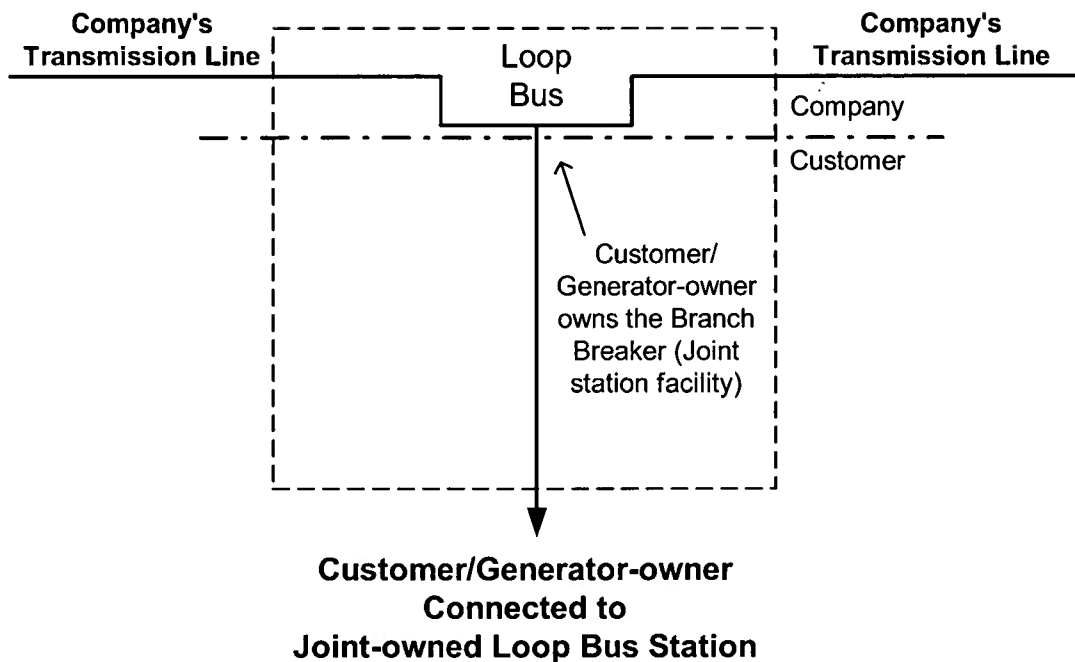 Company's
Transmission Line
Company's
Transmission Line
Loop
Bus
Company
Customer
Customer/
Generator-owner
owns the Branch
Breaker (Joint
station facility)
Customer/Generator-owner
Connected to
Joint-owned Loop Bus Station